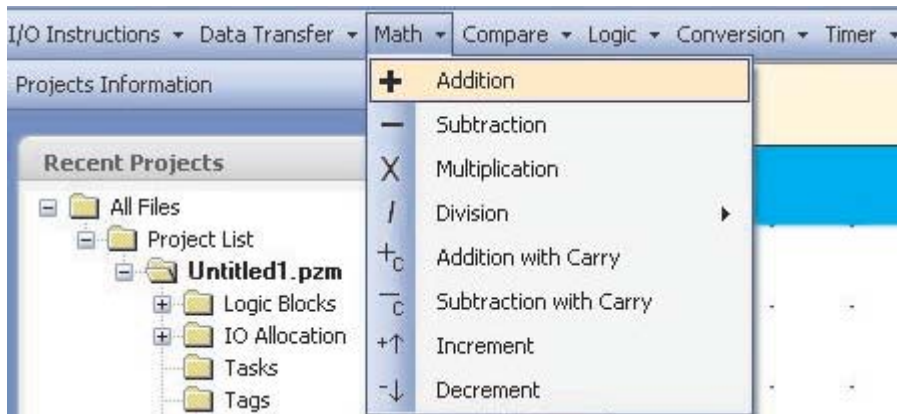 I/O Instructions Data Transfer Math Compare Logic Conversion Timer
Projects Information
+ Addition
− Subtraction
X Multiplication
/ Division
+C Addition with Carry
−C Subtraction with Carry
+↑ Increment
-↓ Decrement
Recent Projects
All Files
Project List
Untitled1.pzm
Logic Blocks
IO Allocation
Tasks
Tags